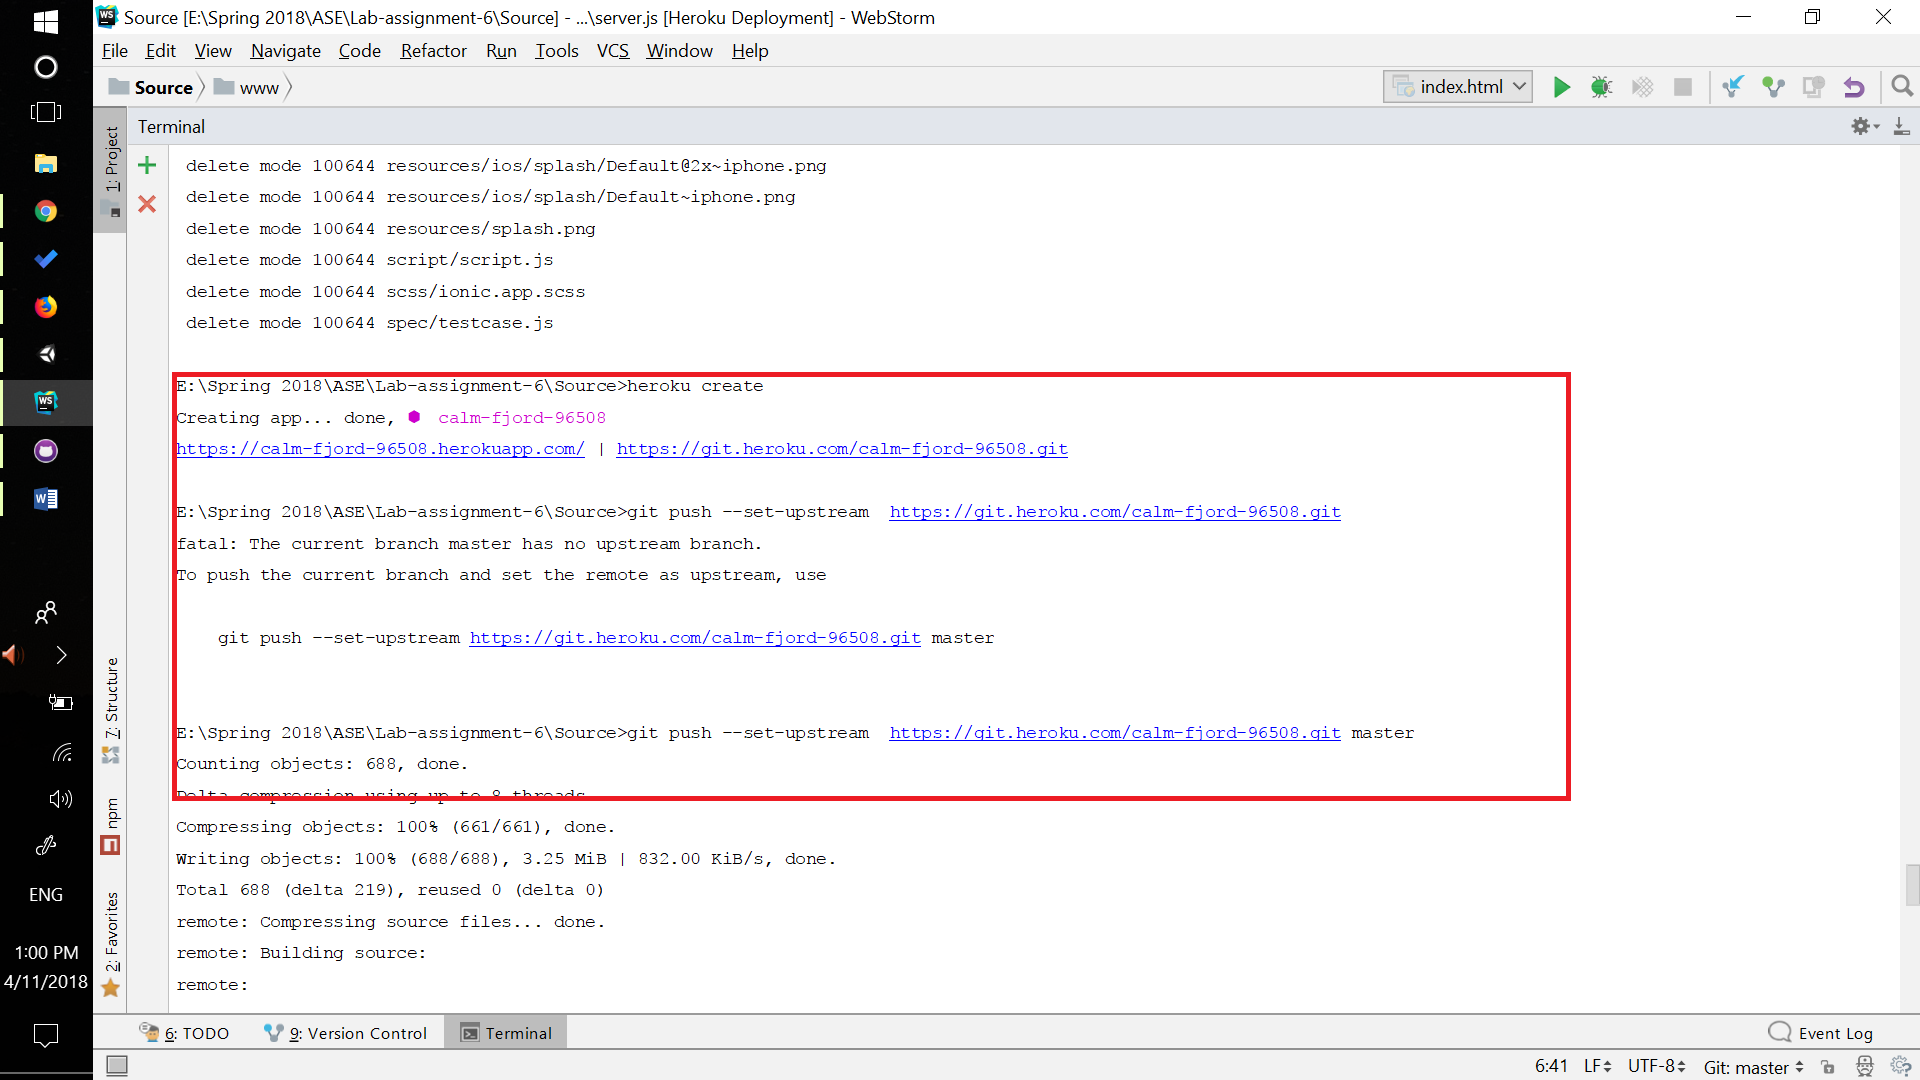 Source [E:\Spring 2018\ASE\Lab-assignment-6\Source] - ...\server.js [Heroku Deployment] - WebStorm
File Edit View Navigate Code Refactor Run Tools VCS Window Help
Source www index.html
Terminal
1: Project
delete mode 100644 resources/ios/splash/Default@2x~iphone.png
delete mode 100644 resources/ios/splash/Default~iphone.png
delete mode 100644 resources/splash.png
delete mode 100644 script/script.js
delete mode 100644 scss/ionic.app.scss
delete mode 100644 spec/testcase.js
E:\Spring 2018\ASE\Lab-assignment-6\Source>heroku create
Creating app... done, ⬢ calm-fjord-96508
https://calm-fjord-96508.herokuapp.com/ | https://git.heroku.com/calm-fjord-96508.git
E:\Spring 2018\ASE\Lab-assignment-6\Source>git push --set-upstream  https://git.heroku.com/calm-fjord-96508.git
fatal: The current branch master has no upstream branch.
To push the current branch and set the remote as upstream, use
git push --set-upstream https://git.heroku.com/calm-fjord-96508.git master
E:\Spring 2018\ASE\Lab-assignment-6\Source>git push --set-upstream  https://git.heroku.com/calm-fjord-96508.git master
Counting objects: 688, done.
Delta compression using up to 8 threads.
Compressing objects: 100% (661/661), done.
Writing objects: 100% (688/688), 3.25 MiB | 832.00 KiB/s, done.
Total 688 (delta 219), reused 0 (delta 0)
remote: Compressing source files... done.
remote: Building source:
remote:
7: Structure
npm
2: Favorites
WS
W
ENG
1:00 PM
4/11/2018
6: TODO 9: Version Control Terminal Event Log
6:41 LF UTF-8 Git: master